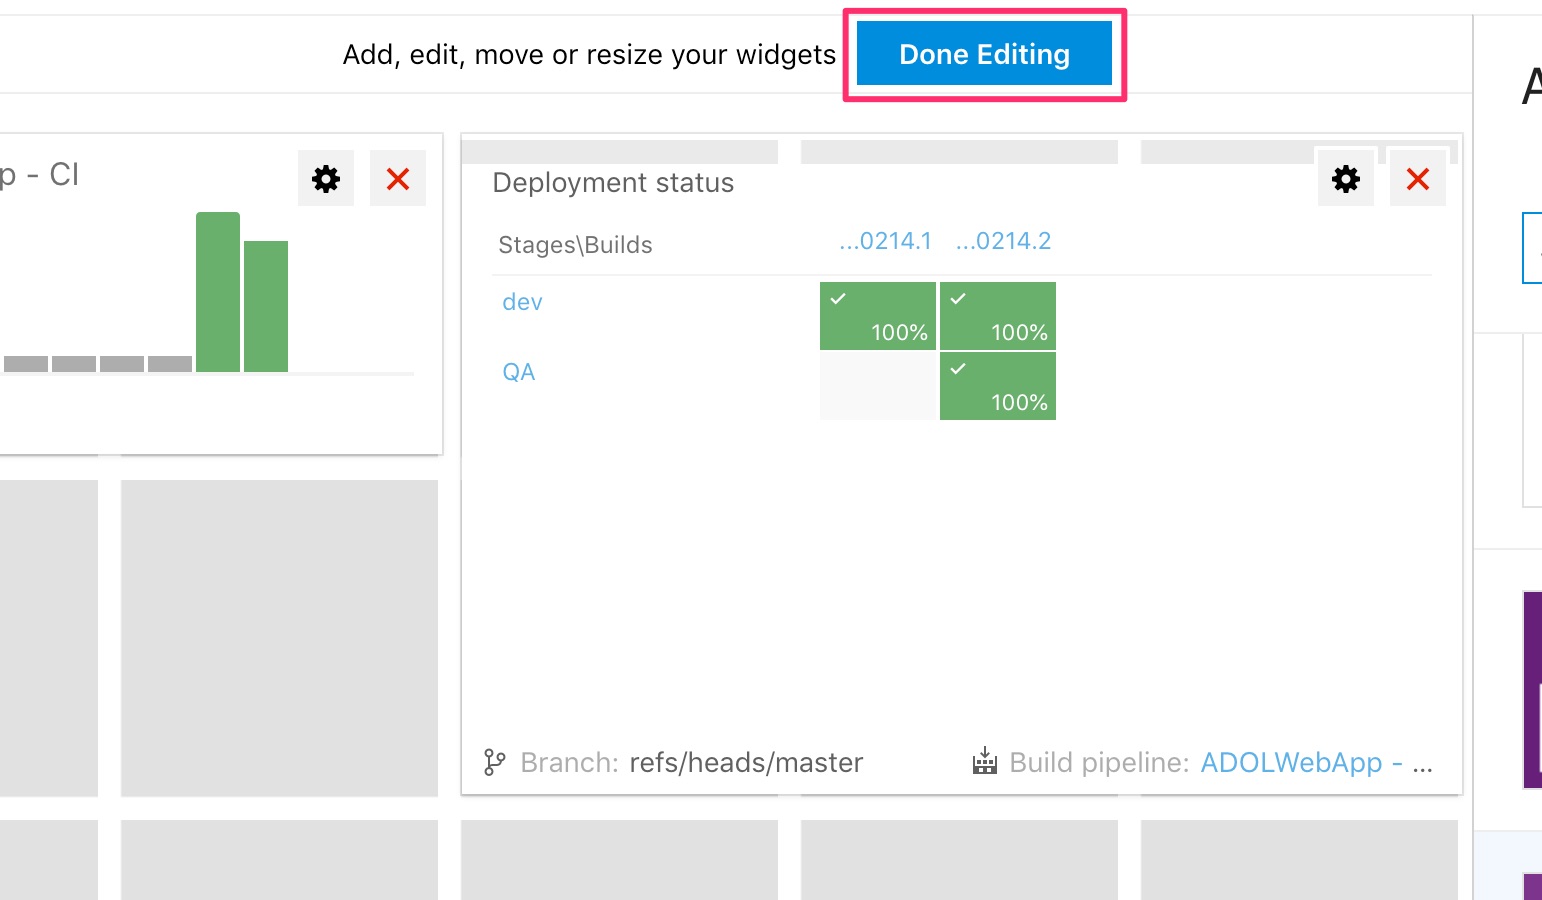 Add, edit, move or resize your widgets
Done Editing
p - CI
Deployment status
Stages\Builds
...0214.1
...0214.2
dev
100%
100%
QA
100%
Branch: refs/heads/master
Build pipeline: ADOLWebApp - ...
A